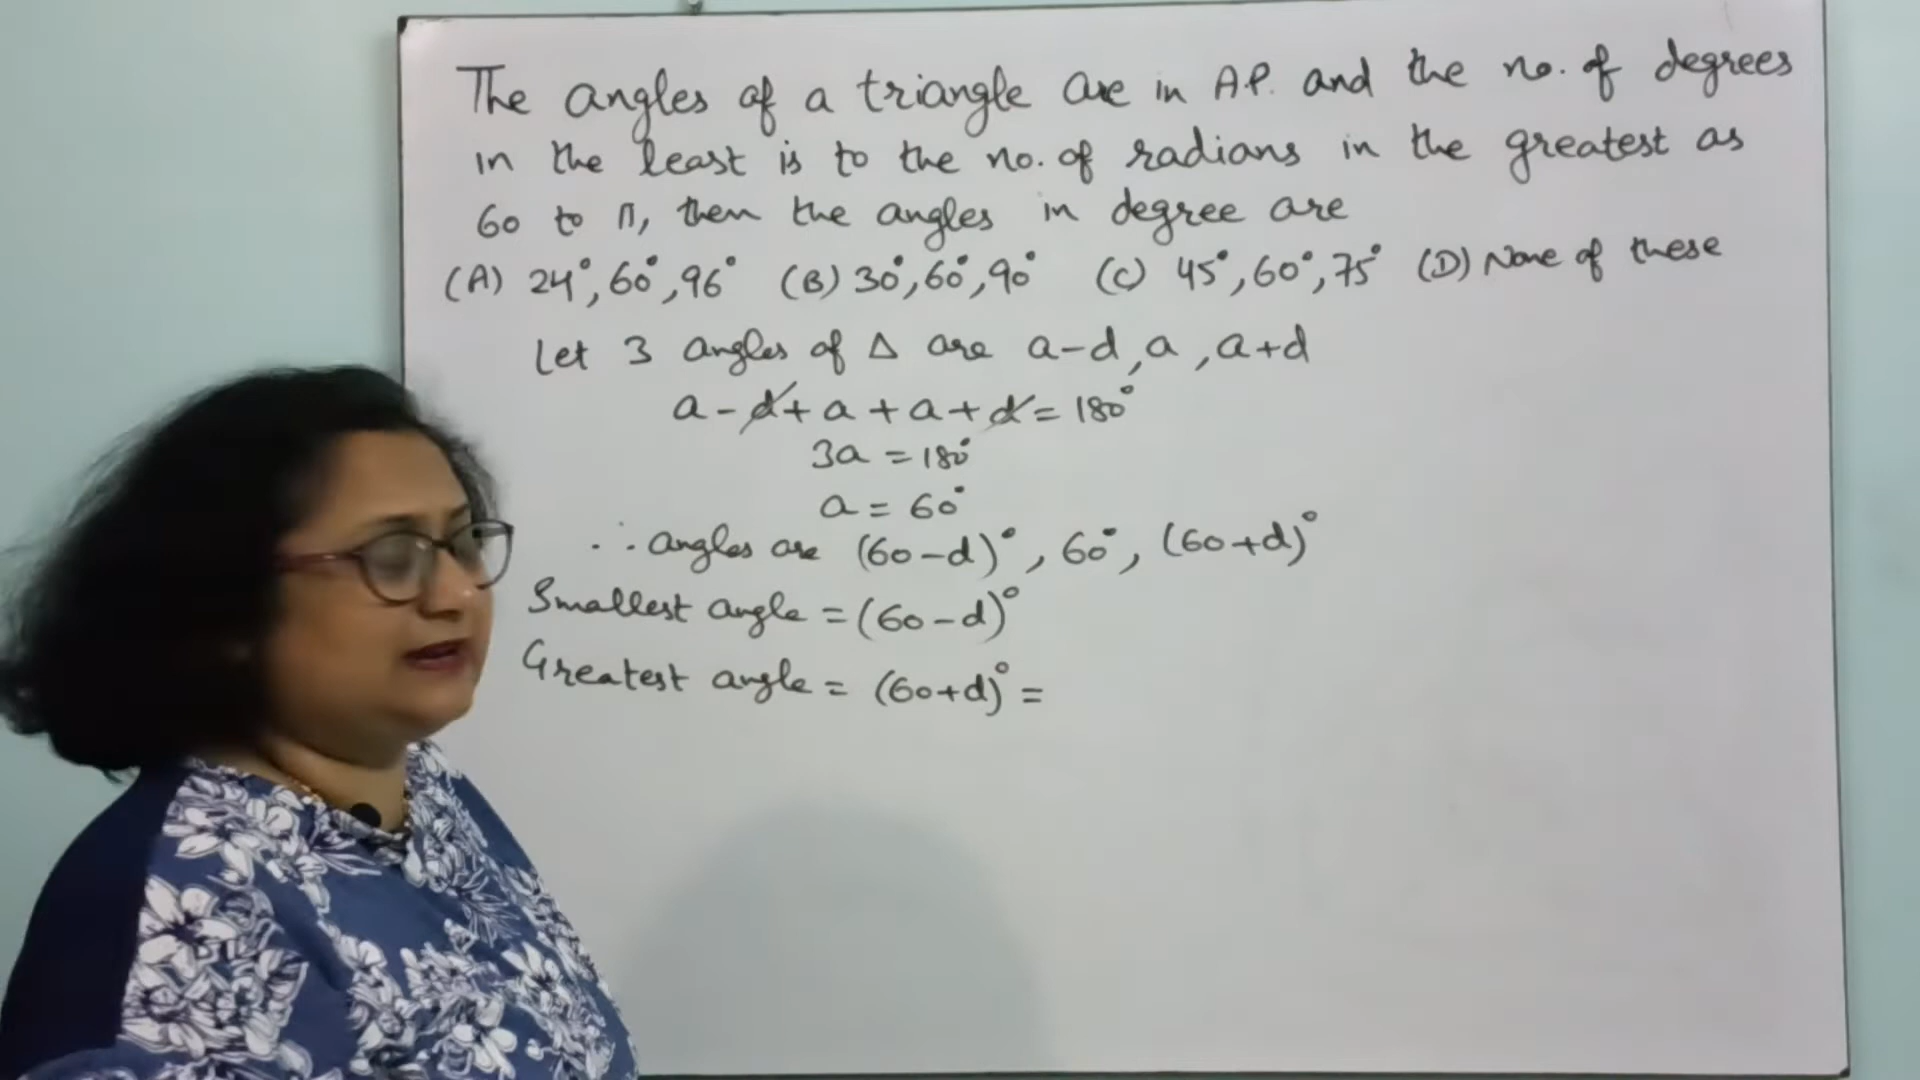 The angles of a triangle are in A.P. and the no. of degrees
in the least is to the no. of radians in the greatest as
60 to π, then the angles in degree are
(A) 24°, 60°, 96° (B) 30°, 60°, 90° (C) 45°, 60°, 75° (D) None of these
Let 3 angles of Δ are a-d, a, a+d
a - d + a + a + d = 180°
3a = 180°
a = 60°
∴ angles are (60-d)°, 60°, (60+d)°
Smallest angle = (60-d)°
Greatest angle = (60+d)° =